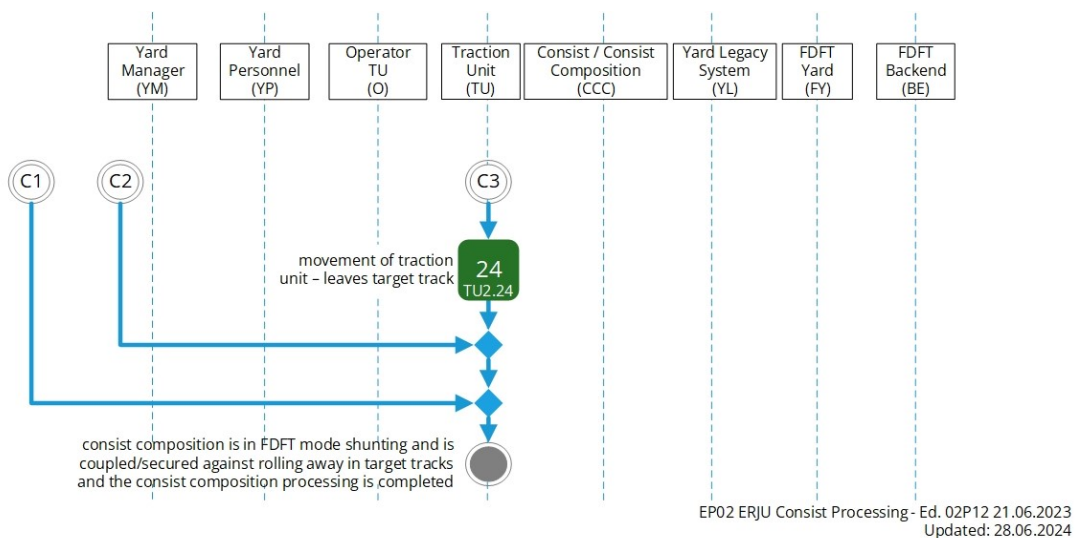 Yard
Manager
(YM)
Yard
Personnel
(YP)
Operator
TU
(O)
Traction
Unit
(TU)
Consist / Consist
Composition
(CCC)
Yard Legacy
System
(YL)
FDFT
Yard
(FY)
FDFT
Backend
(BE)
C1
C2
C3
movement of traction
unit – leaves target track
24
TU2.24
consist composition is in FDFT mode shunting and is
coupled/secured against rolling away in target tracks
and the consist composition processing is completed
EP02 ERJU Consist Processing - Ed. 02P12 21.06.2023
Updated: 28.06.2024